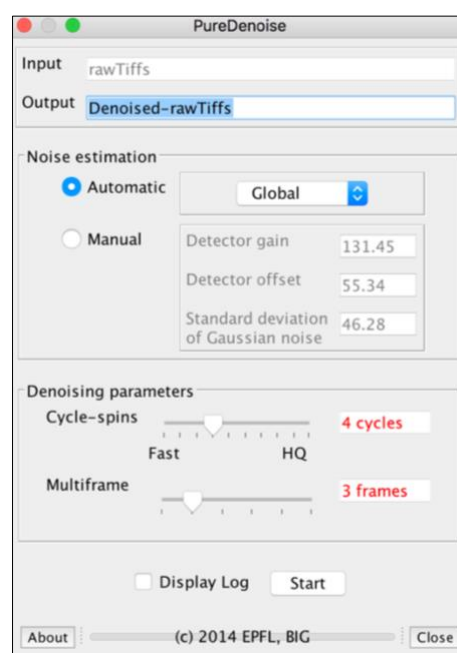 PureDenoise
Input rawTiffs
Output Denoised-rawTiffs
Noise estimation
Automatic Global
Manual Detector gain 131.45
Detector offset 55.34
Standard deviation 46.28
of Gaussian noise
Denoising parameters
Cycle-spins 4 cycles
Fast HQ
Multiframe 3 frames
Display Log Start
About (c) 2014 EPFL, BIG Close